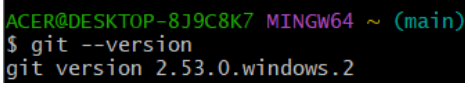 ACER@DESKTOP-8J9C8K7 MINGW64 ~ (main)
$ git --version
git version 2.53.0.windows.2